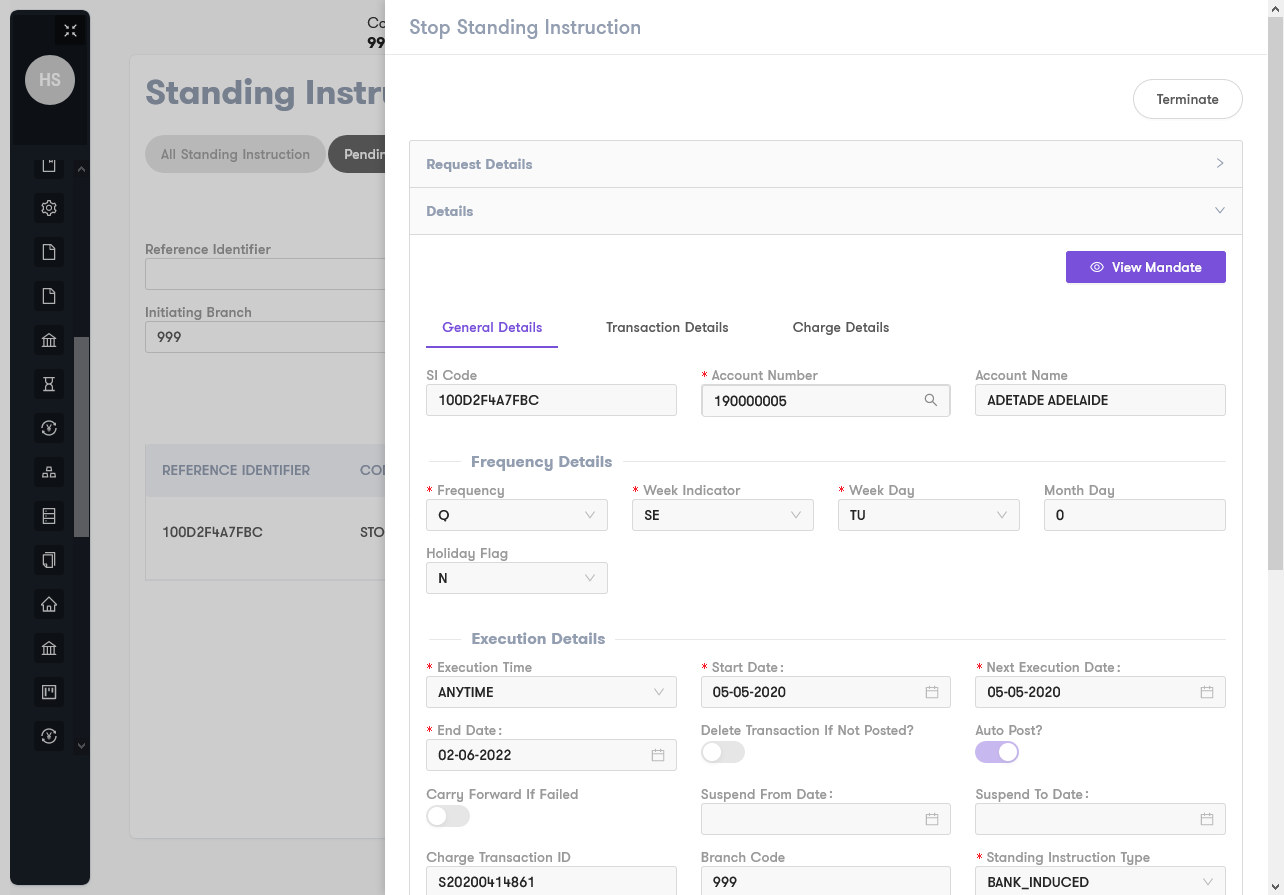 HS
Co
99
Standing Instru
All Standing Instruction
Pendin
Reference Identifier
Initiating Branch
999
REFERENCE IDENTIFIER
COD
100D2F4A7FBC
STO
Stop Standing Instruction
Terminate
Request Details
Details
View Mandate
General Details
Transaction Details
Charge Details
SI Code
* Account Number
Account Name
100D2F4A7FBC
190000005
ADETADE ADELAIDE
Frequency Details
* Frequency
* Week Indicator
* Week Day
Month Day
Q
SE
TU
0
Holiday Flag
N
Execution Details
* Execution Time
* Start Date:
* Next Execution Date:
ANYTIME
05-05-2020
05-05-2020
* End Date:
Delete Transaction If Not Posted?
Auto Post?
02-06-2022
Carry Forward If Failed
Suspend From Date:
Suspend To Date:
Charge Transaction ID
Branch Code
* Standing Instruction Type
S20200414861
999
BANK_INDUCED